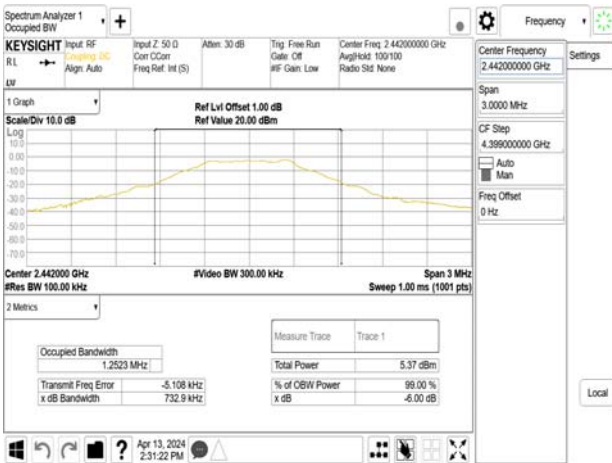 Spectrum Analyzer 1
Occupied BW
Frequency
KEYSIGHT
RL
Input: RF
Coupling: DC
Align: Auto
Input Z: 50 Ω
Corr CCorr
Freq Ref: Int (S)
Atten: 30 dB
Trig: Free Run
Gate: Off
#IF Gain: Low
Center Freq: 2.442000000 GHz
Avg|Hold: 100/100
Radio Std: None
Center Frequency
2.442000000 GHz
Settings
Span
3.0000 MHz
CF Step
4.399000000 GHz
Auto
Man
Freq Offset
0 Hz
1 Graph
Scale/Div 10.0 dB
Ref Lvl Offset 1.00 dB
Ref Value 20.00 dBm
Log
10.0
0.00
-10.0
-20.0
-30.0
-40.0
-50.0
-60.0
-70.0
Center 2.442000 GHz
#Res BW 100.00 kHz
#Video BW 300.00 kHz
Span 3 MHz
Sweep 1.00 ms (1001 pts)
2 Metrics
Measure Trace
Trace 1
Occupied Bandwidth
1.2523 MHz
Total Power
5.37 dBm
Transmit Freq Error
-5.108 kHz
% of OBW Power
99.00 %
x dB Bandwidth
732.9 kHz
x dB
-6.00 dB
Local
?
Apr 13, 2024
2:31:22 PM